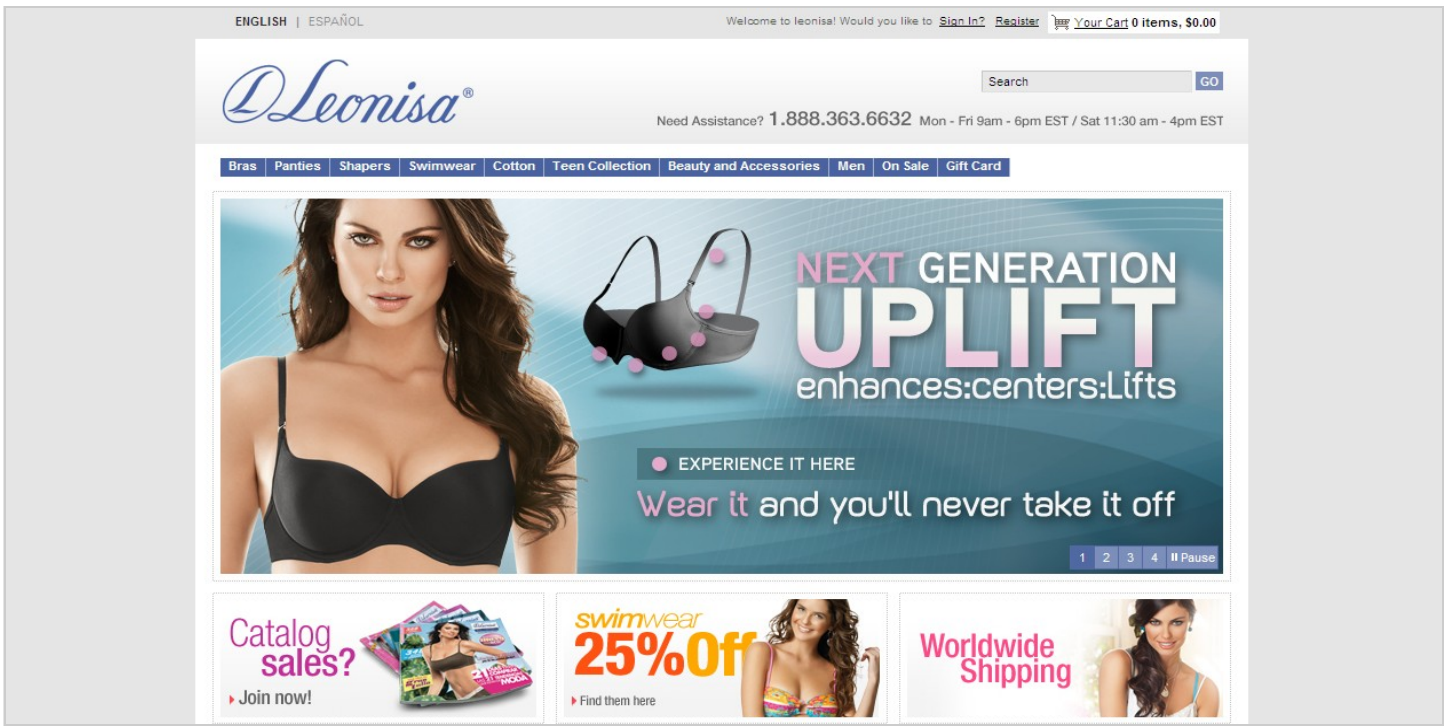 ENGLISH | ESPAÑOL
Welcome to leonisa! Would you like to Sign In? Register Your Cart 0 items, $0.00
Leonisa®
Search GO
Need Assistance? 1.888.363.6632 Mon - Fri 9am - 6pm EST / Sat 11:30 am - 4pm EST
Bras Panties Shapers Swimwear Cotton Teen Collection Beauty and Accessories Men On Sale Gift Card
NEXT GENERATION
UPLIFT
enhances:centers:Lifts
EXPERIENCE IT HERE
Wear it and you'll never take it off
1 2 3 4 Pause
Catalog
sales?
Join now!
MODA
swimwear
25%Off
Find them here
Worldwide
Shipping